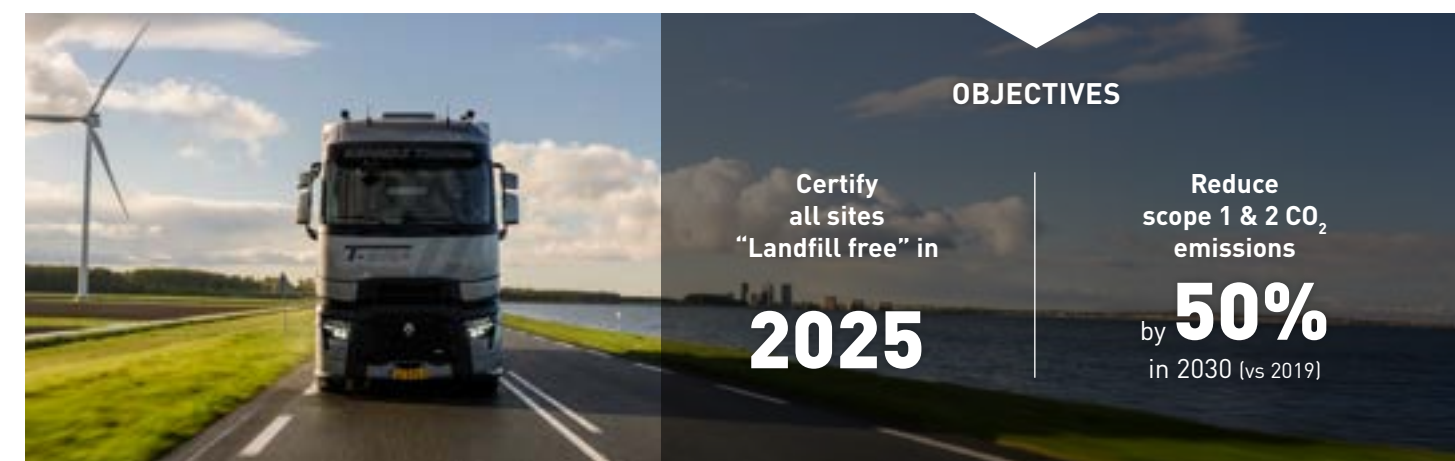 OBJECTIVES
Certify
all sites
“Landfill free” in
2025
Reduce
scope 1 & 2 CO₂
emissions
by 50%
in 2030 (vs 2019)